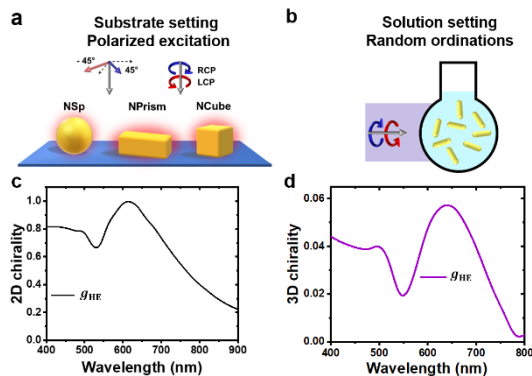 a
Substrate setting
Polarized excitation
45°
45°
RCP
LCP
NSp
NPrism
NCube
b
Solution setting
Random ordinations
c
2D chirality
1.0
0.8
0.6
0.4
0.2
0.0
gHE
400 500 600 700 800 900
Wavelength (nm)
d
3D chirality
0.06
0.04
0.02
0.00
gHE
400 500 600 700 800
Wavelength (nm)